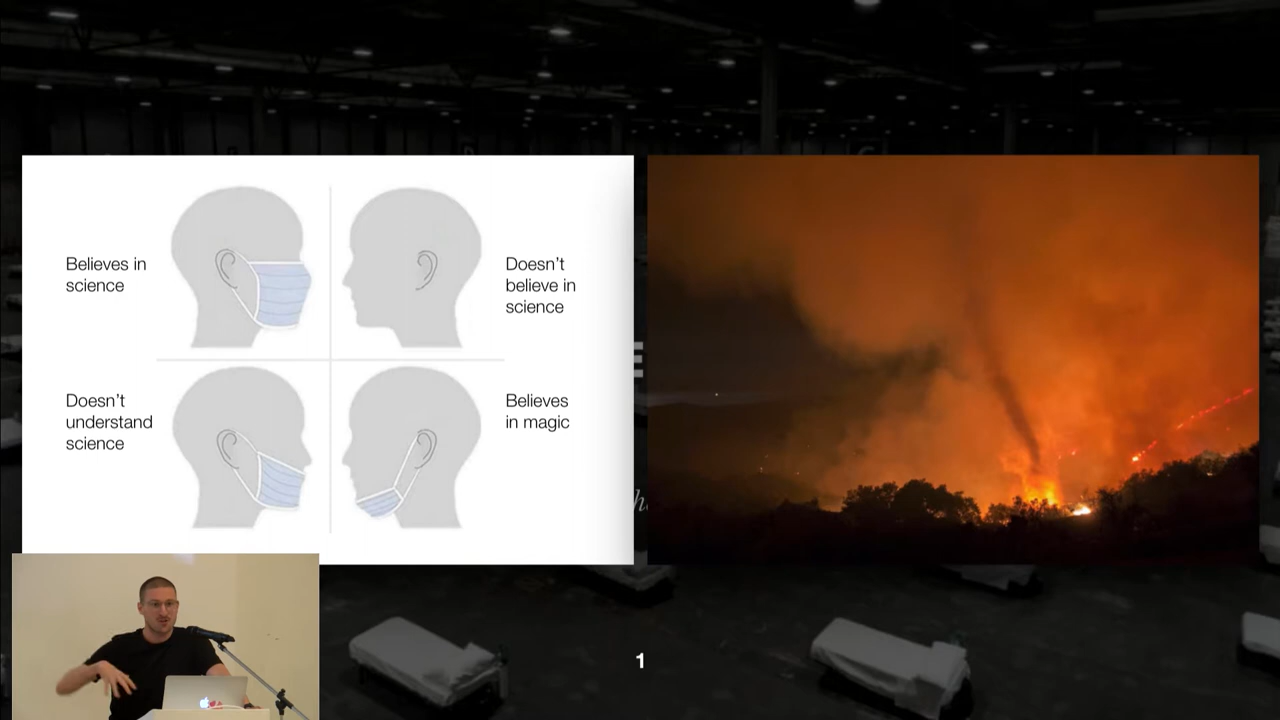 Believes in
science
Doesn’t
believe in
science
Doesn’t
understand
science
Believes
in magic
1